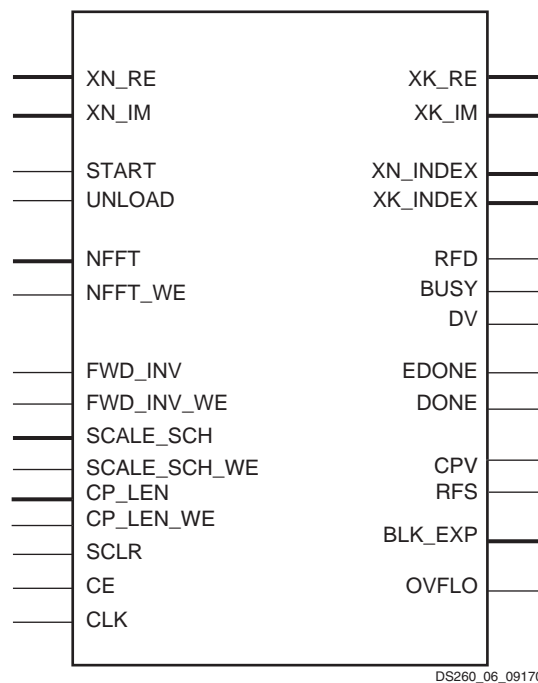 XN_RE XK_RE
XN_IM XK_IM
START XN_INDEX
UNLOAD XK_INDEX
NFFT RFD
NFFT_WE BUSY
DV
FWD_INV EDONE
FWD_INV_WE DONE
SCALE_SCH
SCALE_SCH_WE CPV
CP_LEN RFS
CP_LEN_WE
BLK_EXP
SCLR
CE OVFLO
CLK
DS260_06_09170